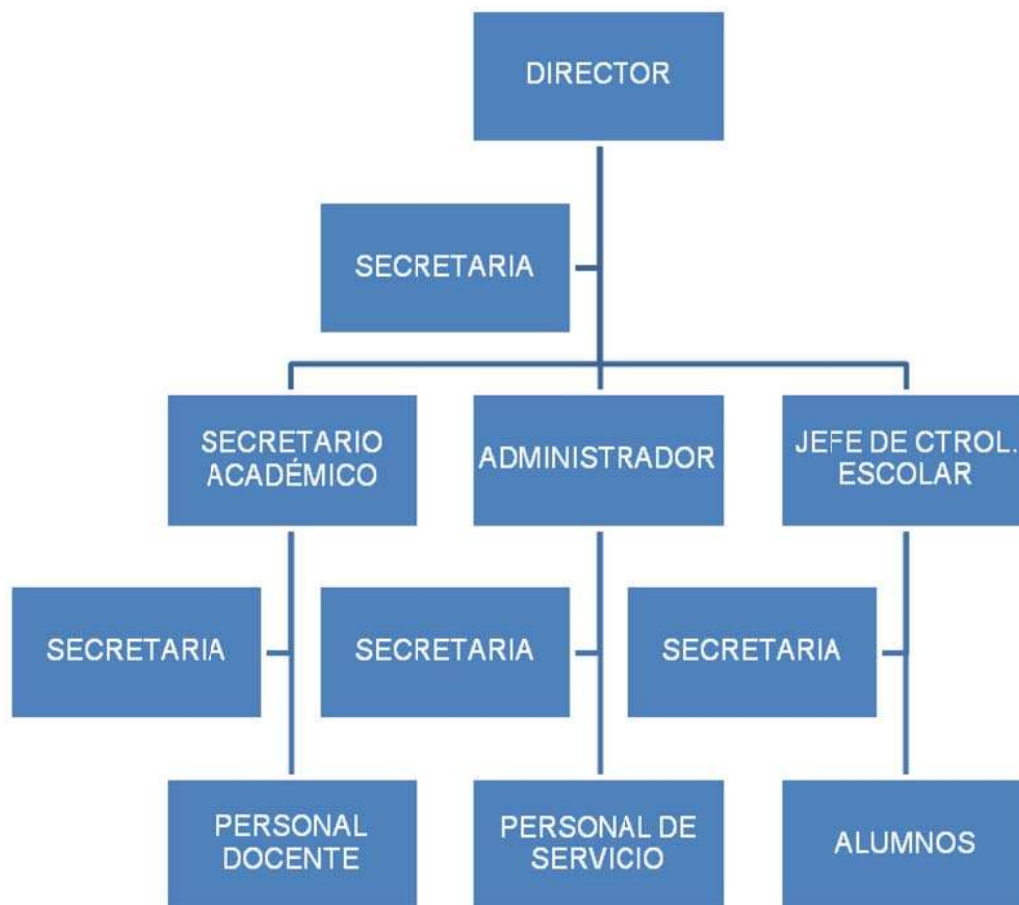 DIRECTOR
SECRETARIA
SECRETARIO
ACADÉMICO
ADMINISTRADOR
JEFE DE CTROL.
ESCOLAR
SECRETARIA
SECRETARIA
SECRETARIA
PERSONAL
DOCENTE
PERSONAL DE
SERVICIO
ALUMNOS